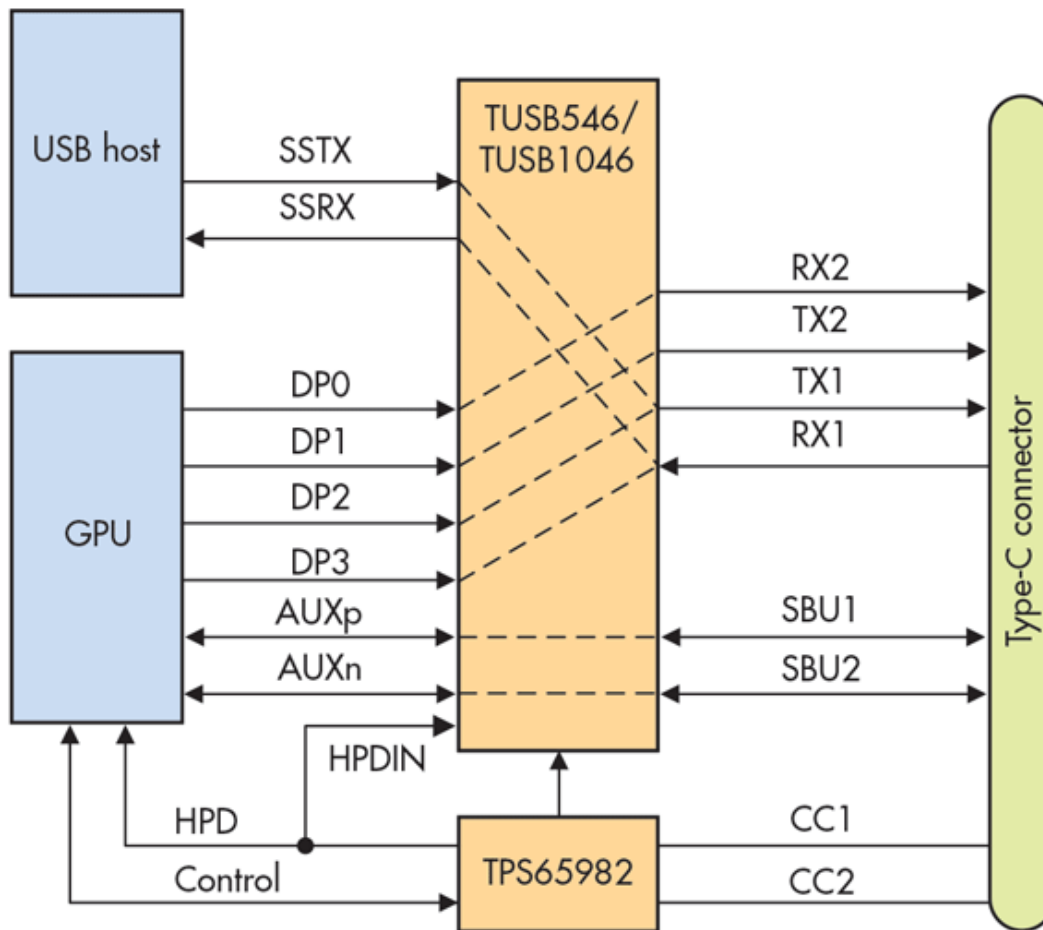 USB host
SSTX
SSRX
TUSB546/
TUSB1046
RX2
TX2
TX1
RX1
GPU
DP0
DP1
DP2
DP3
AUXp
AUXn
SBU1
SBU2
Type-C connector
HPDIN
HPD
Control
TPS65982
CC1
CC2